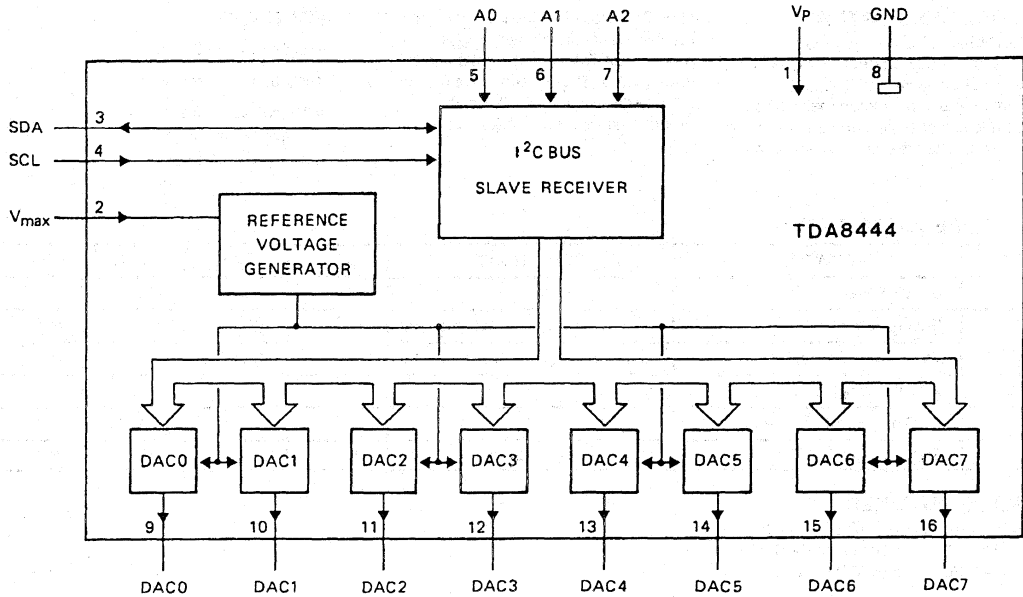 A0 A1 A2 VP GND
5 6 7 1 8
SDA 3
SCL 4
I²C BUS
SLAVE RECEIVER
Vmax 2
REFERENCE
VOLTAGE
GENERATOR
TDA8444
DAC0 DAC1 DAC2 DAC3 DAC4 DAC5 DAC6 DAC7
9 10 11 12 13 14 15 16
DAC0 DAC1 DAC2 DAC3 DAC4 DAC5 DAC6 DAC7